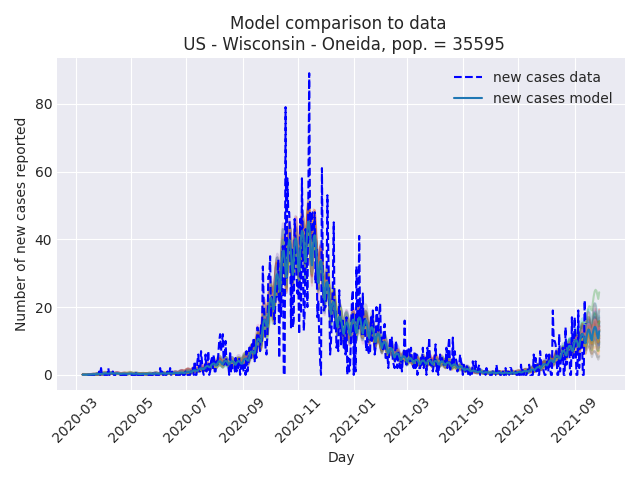 Model comparison to data
US - Wisconsin - Oneida, pop. = 35595
new cases data
new cases model
Number of new cases reported
80
60
40
20
0
2020-03
2020-05
2020-07
2020-09
2020-11
2021-01
2021-03
2021-05
2021-07
2021-09
Day